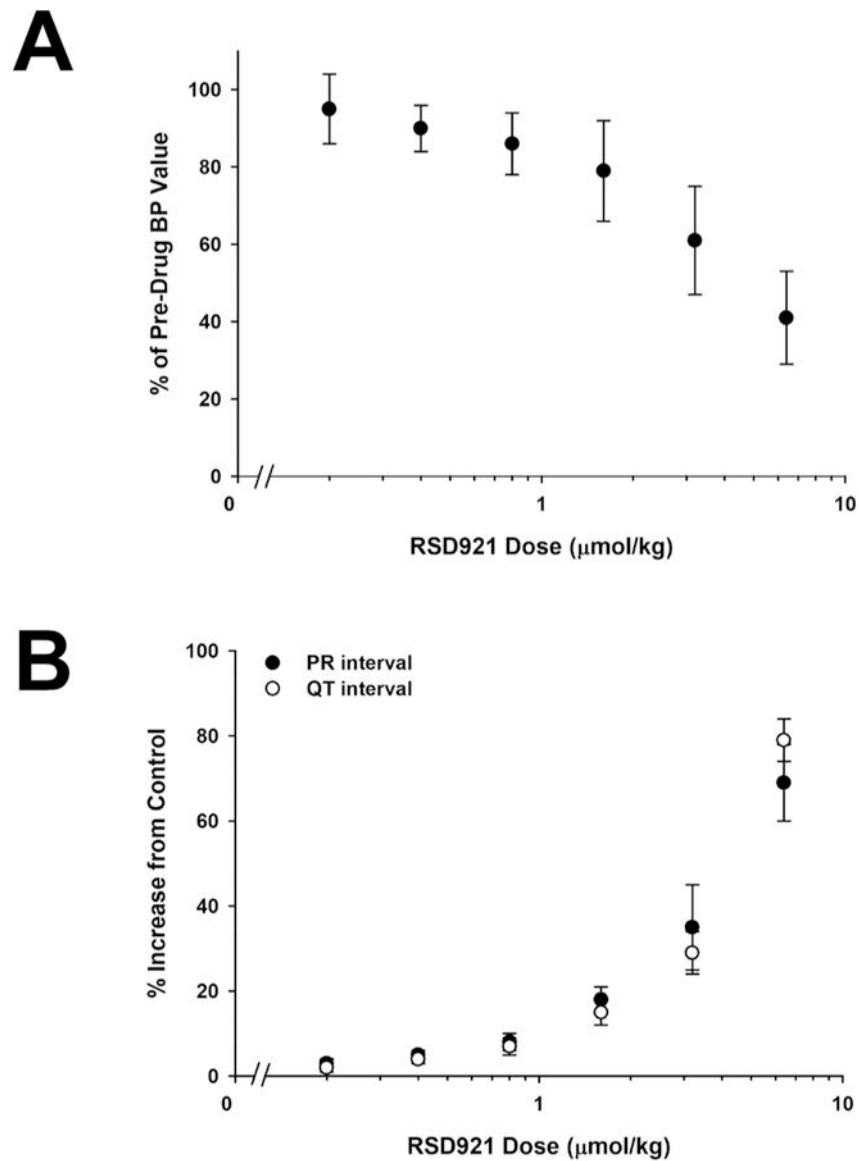 A
% of Pre-Drug BP Value
100
80
60
40
20
0
0
1
10
RSD921 Dose (μmol/kg)
B
PR interval
QT interval
% Increase from Control
100
80
60
40
20
0
0
1
10
RSD921 Dose (μmol/kg)